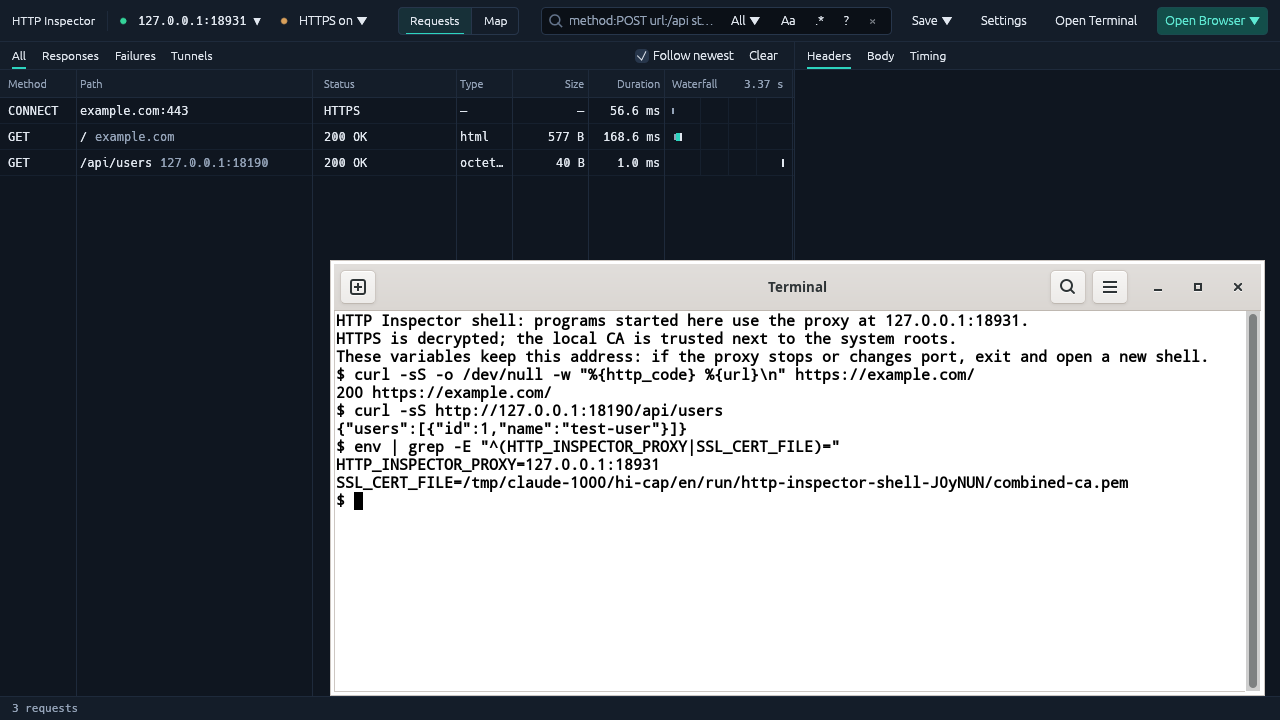 HTTP Inspector 127.0.0.1:18931 ▼ HTTPS on ▼ Requests Map method:POST url:/api st... All ▼ Aa .* ? × Save ▼ Settings Open Terminal Open Browser ▼
All Responses Failures Tunnels Follow newest Clear Headers Body Timing
Method Path Status Type Size Duration Waterfall 3.37 s
CONNECT example.com:443 HTTPS — — 56.6 ms
GET / example.com 200 OK html 577 B 168.6 ms
GET /api/users 127.0.0.1:18190 200 OK octet… 40 B 1.0 ms
Terminal
HTTP Inspector shell: programs started here use the proxy at 127.0.0.1:18931.
HTTPS is decrypted; the local CA is trusted next to the system roots.
These variables keep this address: if the proxy stops or changes port, exit and open a new shell.
$ curl -sS -o /dev/null -w "%{http_code} %{url}\n" https://example.com/
200 https://example.com/
$ curl -sS http://127.0.0.1:18190/api/users
{"users":[{"id":1,"name":"test-user"}]}
$ env | grep -E "^(HTTP_INSPECTOR_PROXY|SSL_CERT_FILE)="
HTTP_INSPECTOR_PROXY=127.0.0.1:18931
SSL_CERT_FILE=/tmp/claude-1000/hi-cap/en/run/http-inspector-shell-J0yNUN/combined-ca.pem
$
3 requests